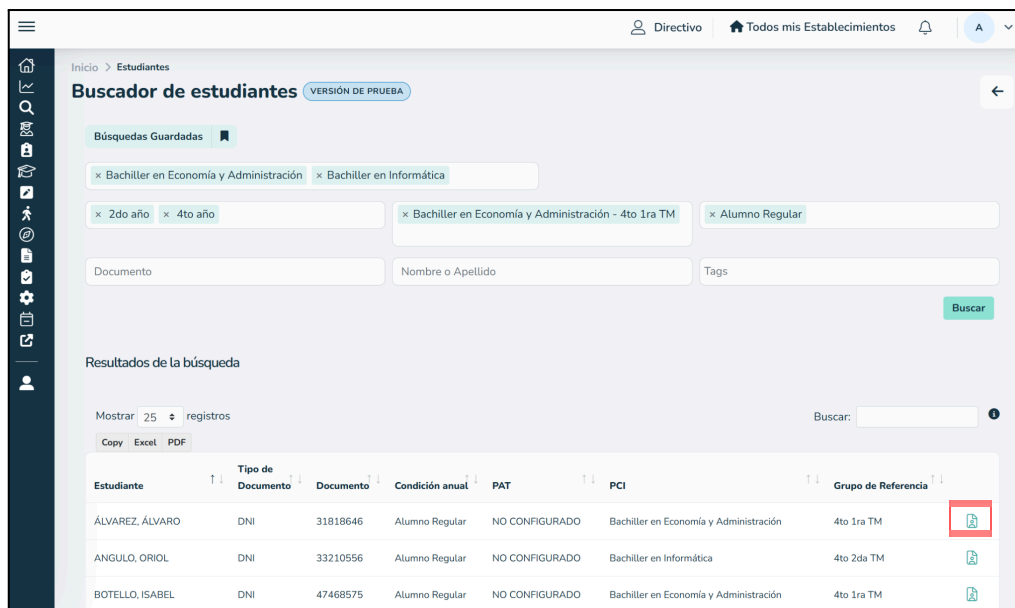 Directivo Todos mis Establecimientos A
Inicio > Estudiantes
Buscador de estudiantes VERSIÓN DE PRUEBA
Búsquedas Guardadas
× Bachiller en Economía y Administración × Bachiller en Informática
× 2do año × 4to año × Bachiller en Economía y Administración - 4to 1ra TM × Alumno Regular
Documento Nombre o Apellido Tags
Buscar
Resultados de la búsqueda
Mostrar 25 registros Buscar:
Copy Excel PDF
Estudiante Tipo de Documento Documento Condición anual PAT PCI Grupo de Referencia
ÁLVAREZ, ÁLVARO DNI 31818646 Alumno Regular NO CONFIGURADO Bachiller en Economía y Administración 4to 1ra TM
ANGULO, ORIOL DNI 33210556 Alumno Regular NO CONFIGURADO Bachiller en Informática 4to 2da TM
BOTELLO, ISABEL DNI 47468575 Alumno Regular NO CONFIGURADO Bachiller en Economía y Administración 4to 1ra TM